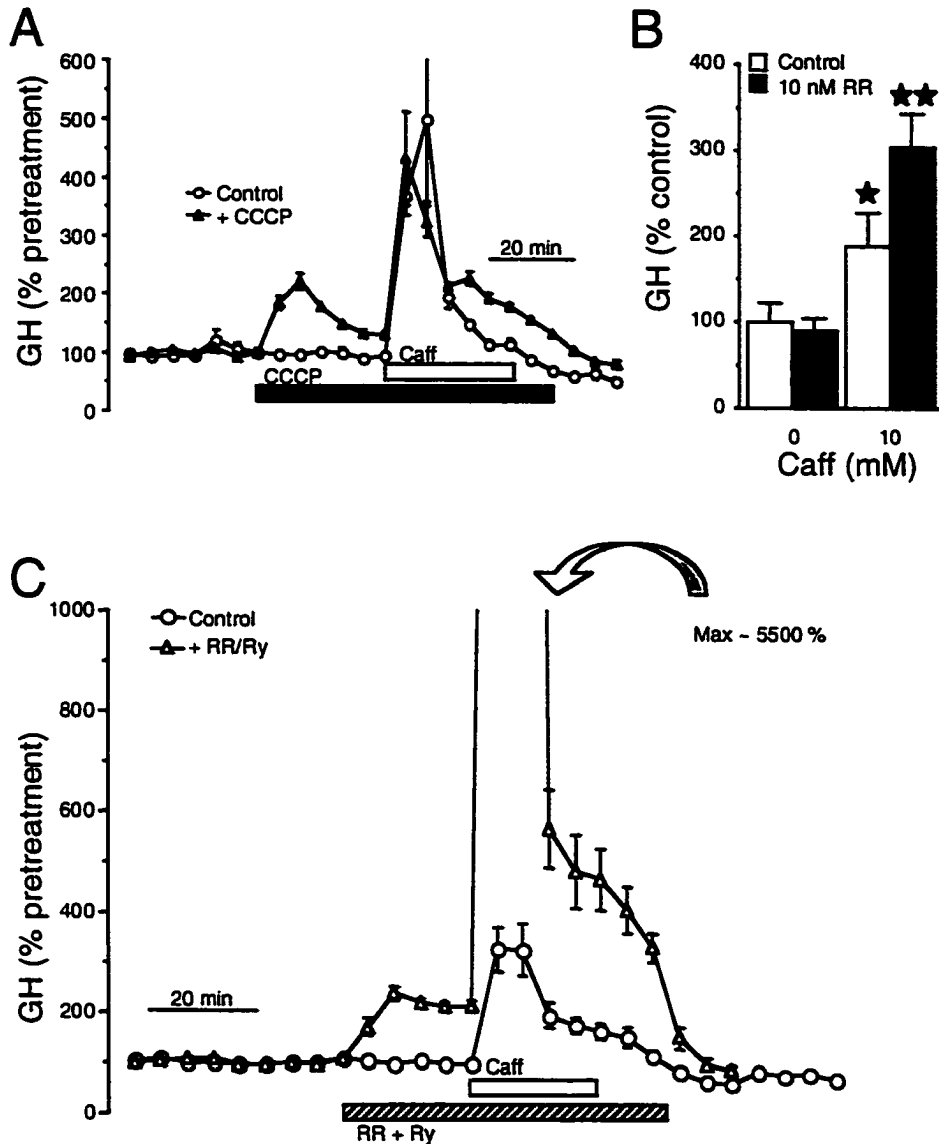 A
GH (% pretreatment)
600
500
400
300
200
100
0
Control
+ CCCP
20 min
Caff
CCCP
B
GH (% control)
400
300
200
100
0
Control
10 nM RR
0
10
Caff (mM)
C
GH (% pretreatment)
1000
800
600
400
200
0
Control
+ RR/Ry
Max ~ 5500 %
20 min
Caff
RR + Ry